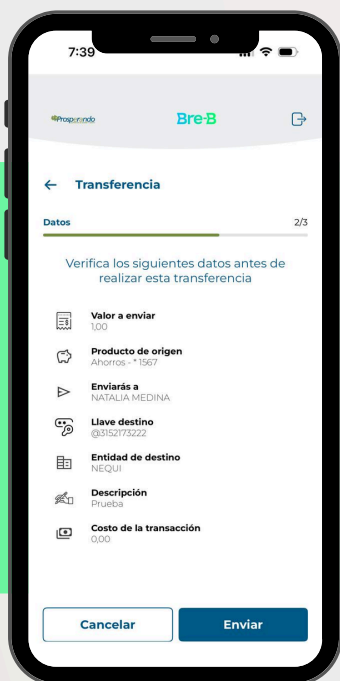 7:39
Prosperando
Bre-B
Transferencia
Datos 2/3
Verifica los siguientes datos antes de
realizar esta transferencia
Valor a enviar
1,00
Producto de origen
Ahorros - * 1567
Enviarás a
NATALIA MEDINA
Llave destino
@3152173222
Entidad de destino
NEQUI
Descripción
Prueba
Costo de la transacción
0,00
Cancelar Enviar